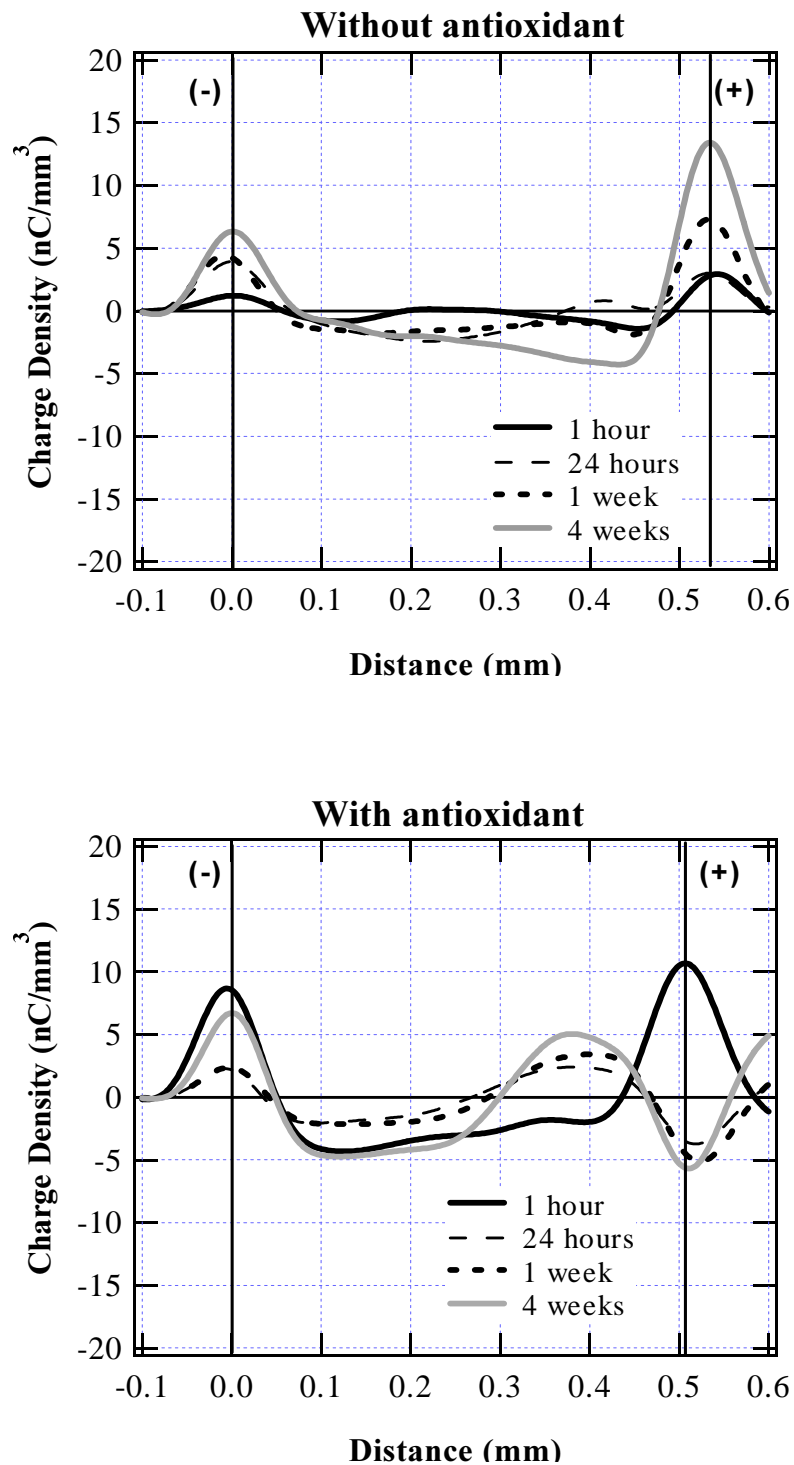 Without antioxidant
20
15
10
5
0
-5
-10
-15
-20
(-)
(+)
Charge Density (nC/mm³)
1 hour
24 hours
1 week
4 weeks
-0.1 0.0 0.1 0.2 0.3 0.4 0.5 0.6
Distance (mm)
With antioxidant
20
15
10
5
0
-5
-10
-15
-20
(-)
(+)
Charge Density (nC/mm³)
1 hour
24 hours
1 week
4 weeks
-0.1 0.0 0.1 0.2 0.3 0.4 0.5 0.6
Distance (mm)